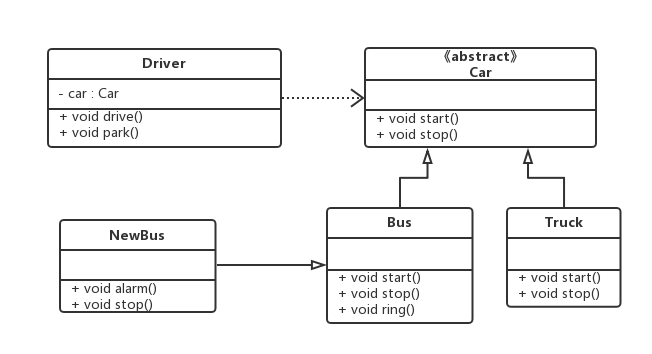 Driver
- car : Car
+ void drive()
+ void park()
《abstract》
Car
+ void start()
+ void stop()
NewBus
+ void alarm()
+ void stop()
Bus
+ void start()
+ void stop()
+ void ring()
Truck
+ void start()
+ void stop()